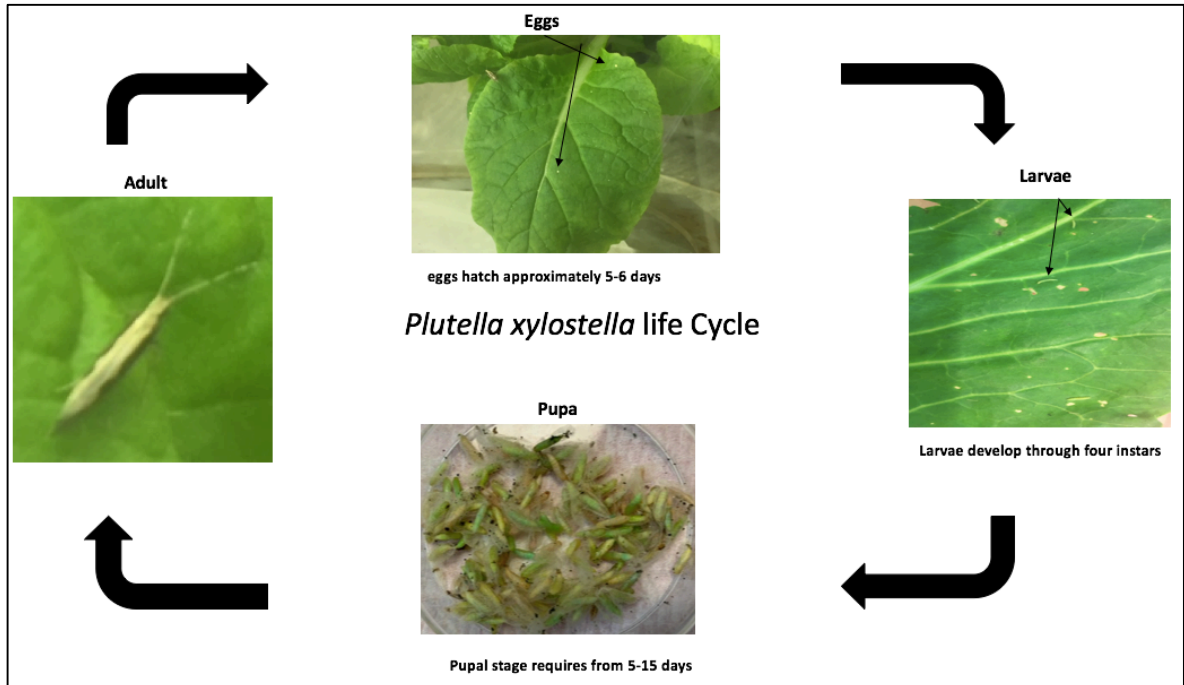 Eggs
eggs hatch approximately 5-6 days
Adult
Larvae
Larvae develop through four instars
Plutella xylostella life Cycle
Pupa
Pupal stage requires from 5-15 days